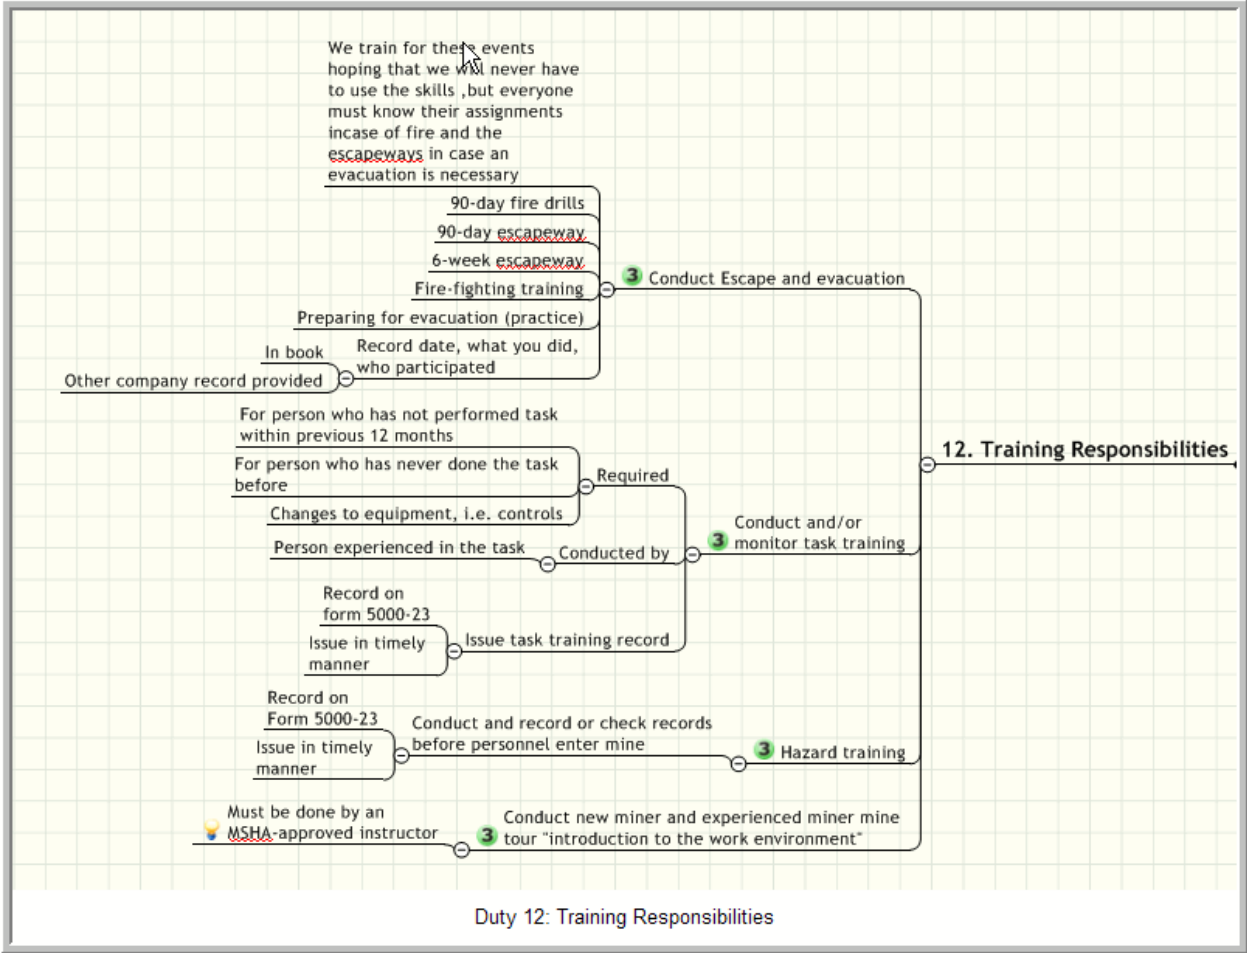 We train for these events
hoping that we will never have
to use the skills ,but everyone
must know their assignments
incase of fire and the
escapeways in case an
evacuation is necessary
90-day fire drills
90-day escapeway
6-week escapeway
3 Conduct Escape and evacuation
Fire-fighting training
Preparing for evacuation (practice)
Record date, what you did,
who participated
In book
Other company record provided
12. Training Responsibilities
For person who has not performed task
within previous 12 months
For person who has never done the task
before
Changes to equipment, i.e. controls
Required
Person experienced in the task
Conducted by
3 Conduct and/or
monitor task training
Record on
form 5000-23
Issue in timely
manner
Issue task training record
Record on
Form 5000-23
Issue in timely
manner
Conduct and record or check records
before personnel enter mine
3 Hazard training
Must be done by an
MSHA-approved instructor
3 Conduct new miner and experienced miner mine
tour "introduction to the work environment"
Duty 12: Training Responsibilities